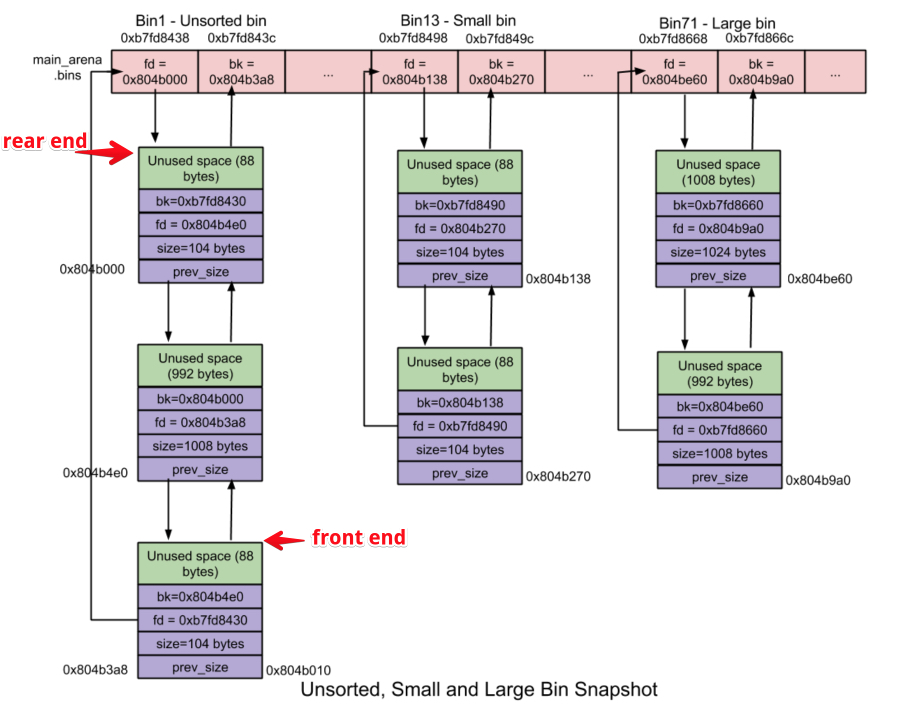 Bin1 - Unsorted bin
0xb7fd8438
0xb7fd843c
Bin13 - Small bin
0xb7fd8498
0xb7fd849c
Bin71 - Large bin
0xb7fd8668
0xb7fd866c
main_arena
.bins
fd =
0x804b000
bk =
0x804b3a8
...
fd =
0x804b138
bk =
0x804b270
...
fd =
0x804be60
bk =
0x804b9a0
...
rear end
Unused space (88
bytes)
bk=0xb7fd8430
fd = 0x804b4e0
size=104 bytes
prev_size
0x804b000
Unused space
(992 bytes)
bk=0x804b000
fd = 0x804b3a8
size=1008 bytes
prev_size
0x804b4e0
front end
Unused space (88
bytes)
bk=0x804b4e0
fd = 0xb7fd8430
size=104 bytes
prev_size
0x804b3a8
0x804b010
Unused space (88
bytes)
bk=0xb7fd8490
fd = 0x804b270
size=104 bytes
prev_size
0x804b138
Unused space (88
bytes)
bk=0x804b138
fd = 0xb7fd8490
size=104 bytes
prev_size
0x804b270
Unused space
(1008 bytes)
bk=0xb7fd8660
fd = 0x804b9a0
size=1024 bytes
prev_size
0x804be60
Unused space
(992 bytes)
bk=0x804be60
fd = 0xb7fd8660
size=1008 bytes
prev_size
0x804b9a0
Unsorted, Small and Large Bin Snapshot